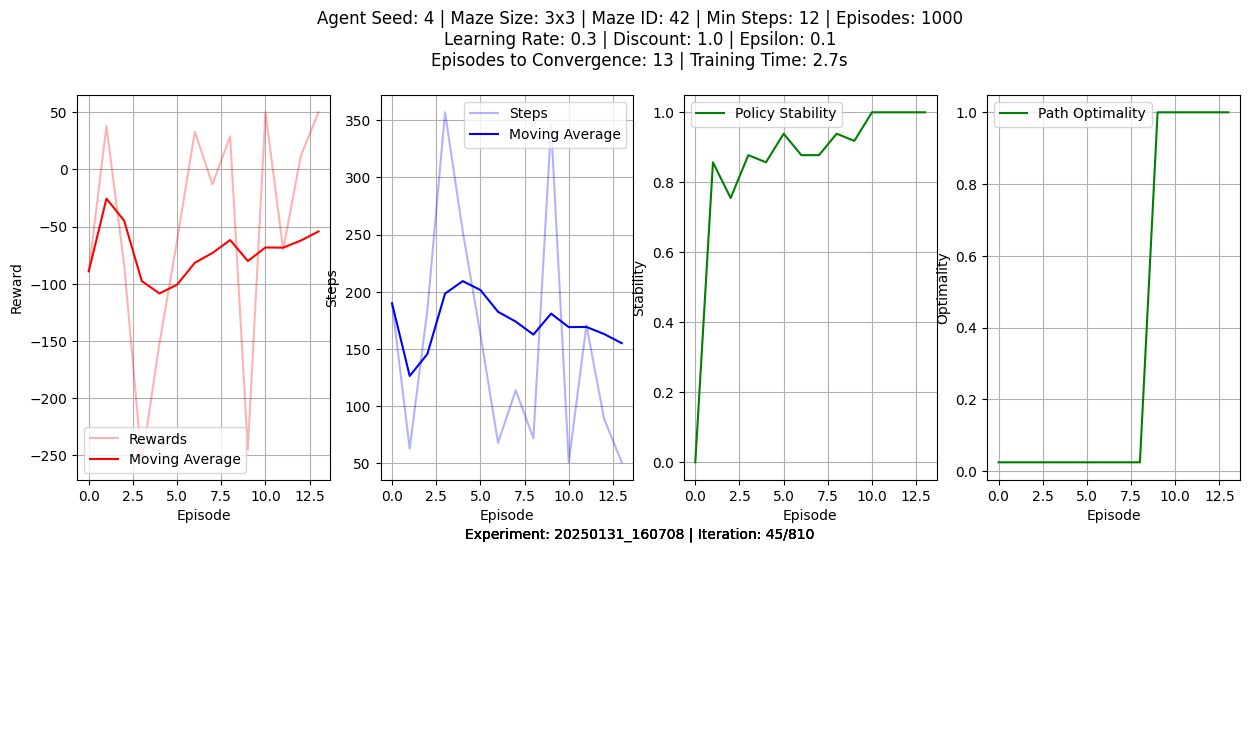 Agent Seed: 4 | Maze Size: 3x3 | Maze ID: 42 | Min Steps: 12 | Episodes: 1000
Learning Rate: 0.3 | Discount: 1.0 | Epsilon: 0.1
Episodes to Convergence: 13 | Training Time: 2.7s
Reward
50
0
−50
−100
−150
−200
−250
Rewards
Moving Average
0.0 2.5 5.0 7.5 10.0 12.5
Episode
Steps
350
300
250
200
150
100
50
Steps
Moving Average
0.0 2.5 5.0 7.5 10.0 12.5
Episode
Stability
1.0
0.8
0.6
0.4
0.2
0.0
Policy Stability
0.0 2.5 5.0 7.5 10.0 12.5
Episode
Optimality
1.0
0.8
0.6
0.4
0.2
0.0
Path Optimality
0.0 2.5 5.0 7.5 10.0 12.5
Episode
Experiment: 20250131_160708 | Iteration: 45/810